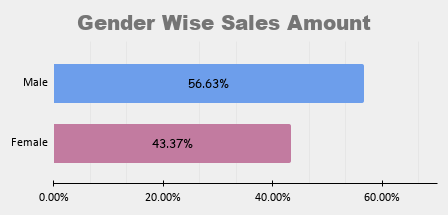 Gender Wise Sales Amount
Male
56.63%
Female
43.37%
0.00% 20.00% 40.00% 60.00%